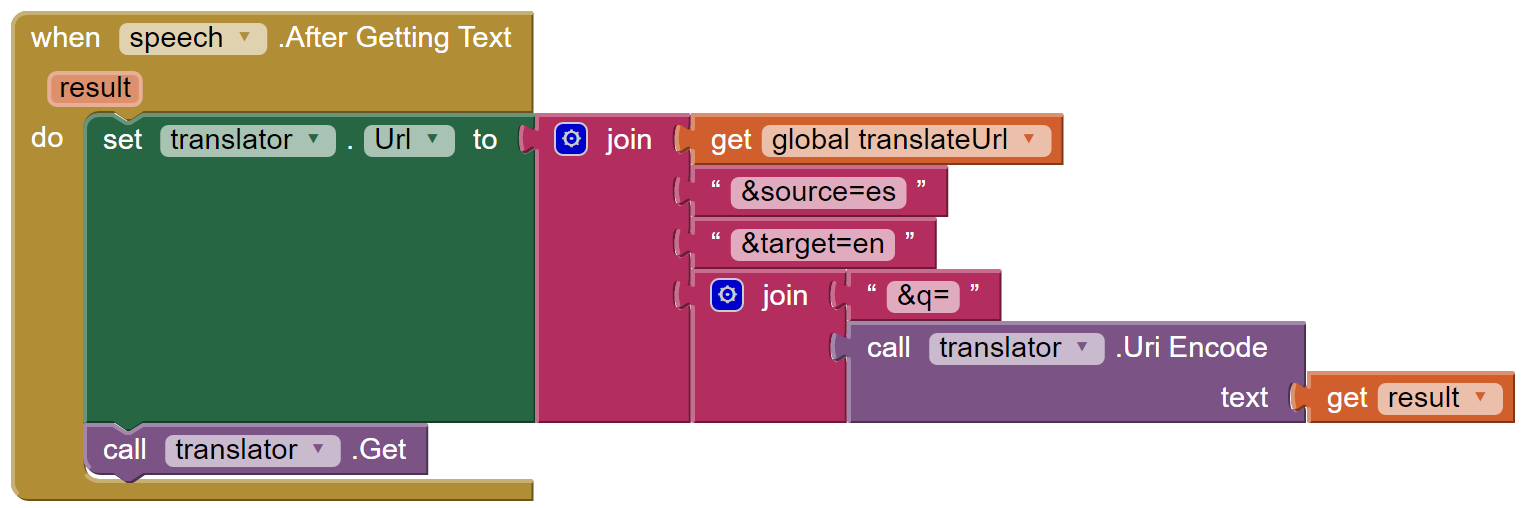 when speech .After Getting Text
result
do set translator . Url to join get global translateUrl
“ &source=es ”
“ &target=en ”
join “ &q= ”
call translator .Uri Encode
text get result
call translator .Get